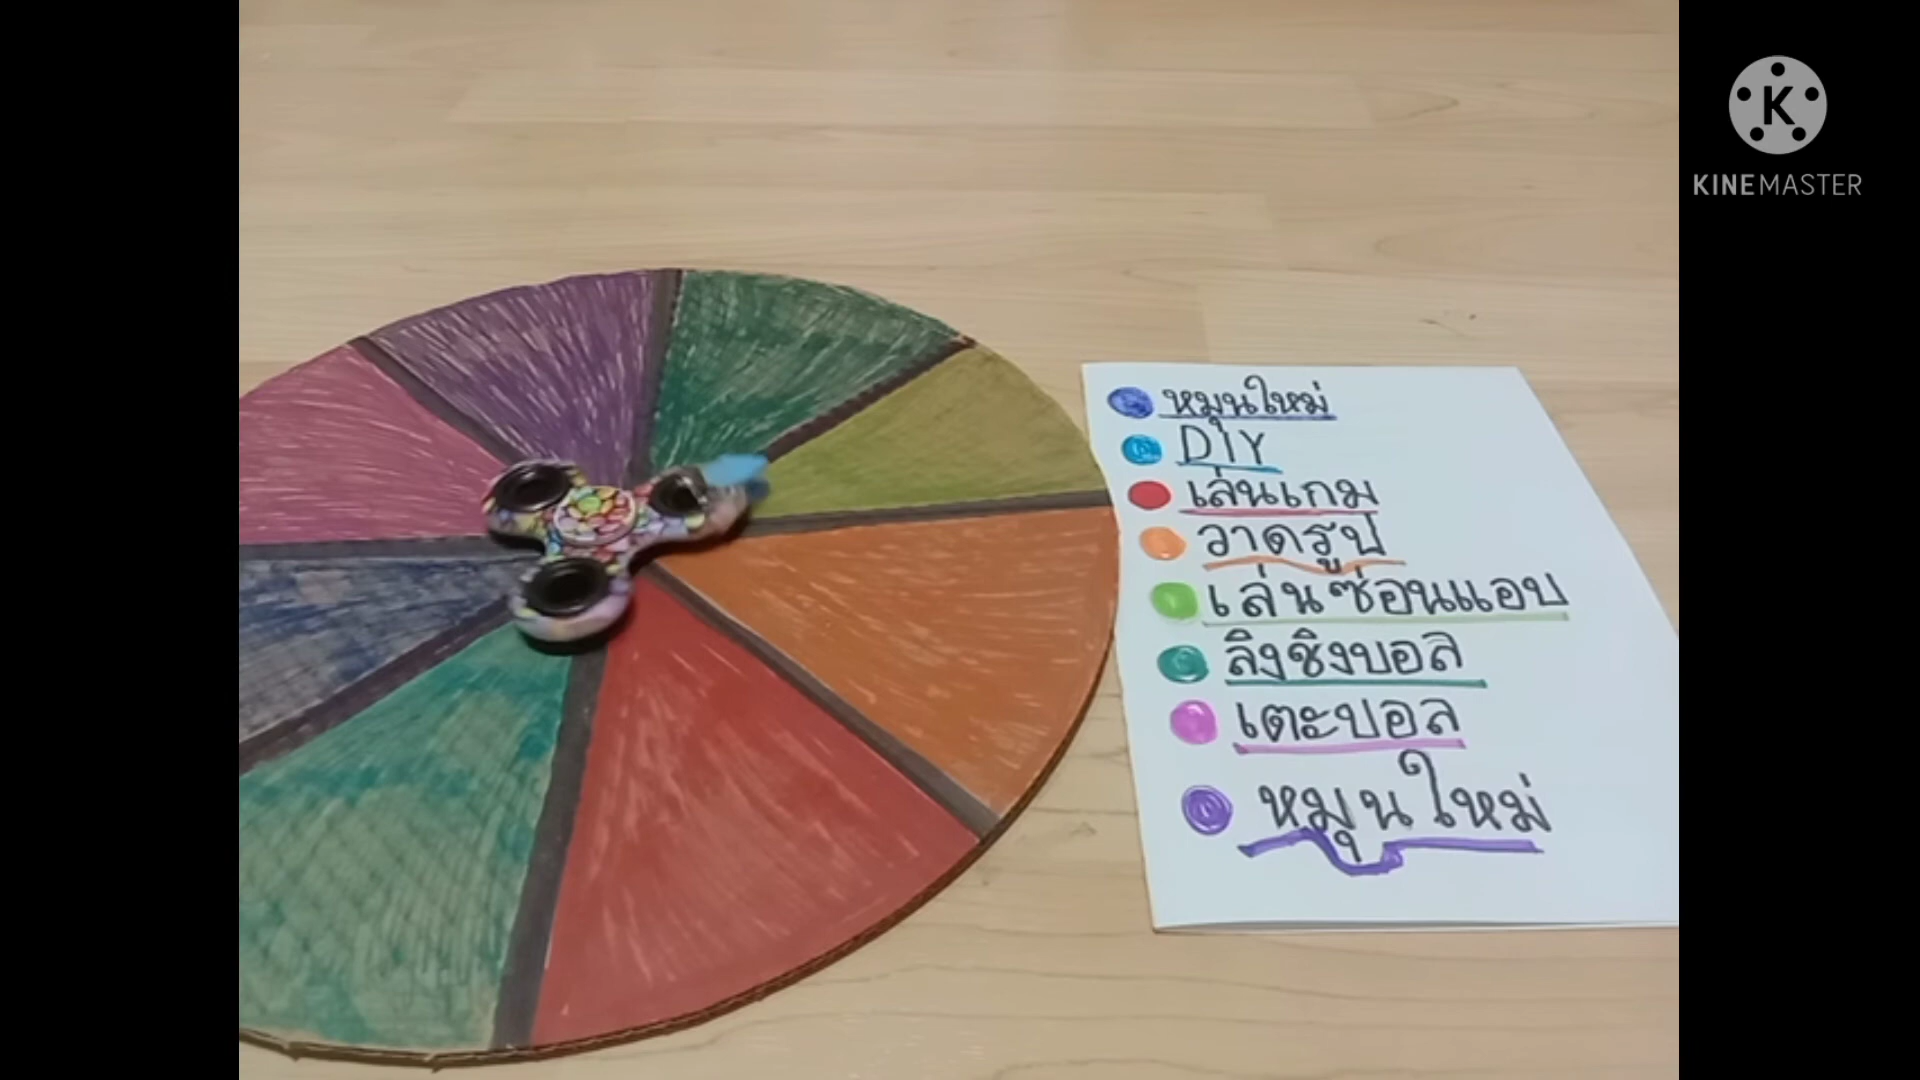 K
KINEMASTER
หมุนใหม่
DIY
เล่นเกม
วาดรูป
เล่นซ่อนแอบ
ลิงชิงบอล
เตะบอล
หมุนใหม่